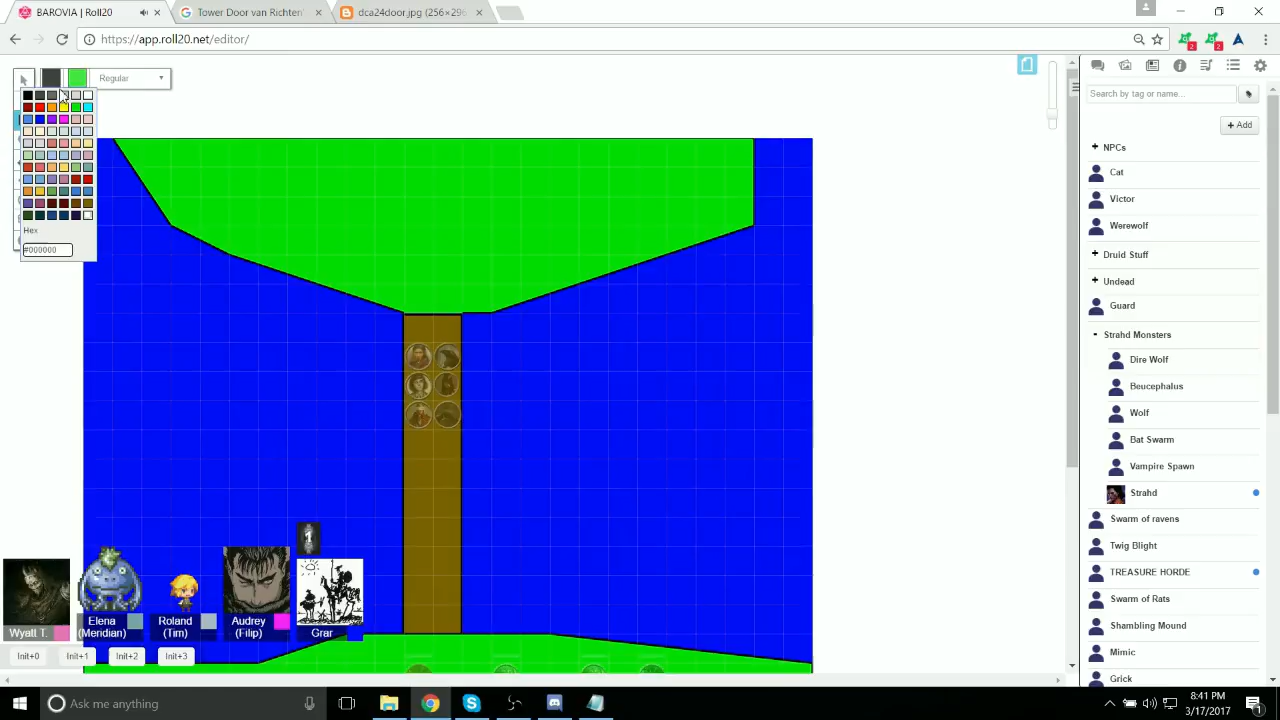 BAROVIA | Roll20
Tower Door van Richten'
dca24door.jpg (256×296
https://app.roll20.net/editor/
2
2
Regular
Hex
#000000
Search by tag or name...
+ Add
NPCs
Cat
Victor
Werewolf
Druid Stuff
Undead
Guard
Strahd Monsters
Dire Wolf
Beucephalus
Wolf
Bat Swarm
Vampire Spawn
Strahd
Swarm of ravens
Twig Blight
TREASURE HORDE
Swarm of Rats
Shambling Mound
Mimic
Grick
Wyatt T.
Elena
(Meridian)
Roland
(Tim)
Audrey
(Filip)
Grar
Init+0
Init+1
Init+2
Init+3
Ask me anything
8:41 PM
3/17/2017
1